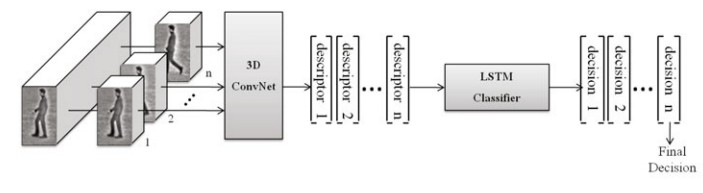 n
2
1
3D
ConvNet
descriptor 1
descriptor 2
descriptor n
LSTM
Classifier
decision 1
decision 2
decision n
Final
Decision